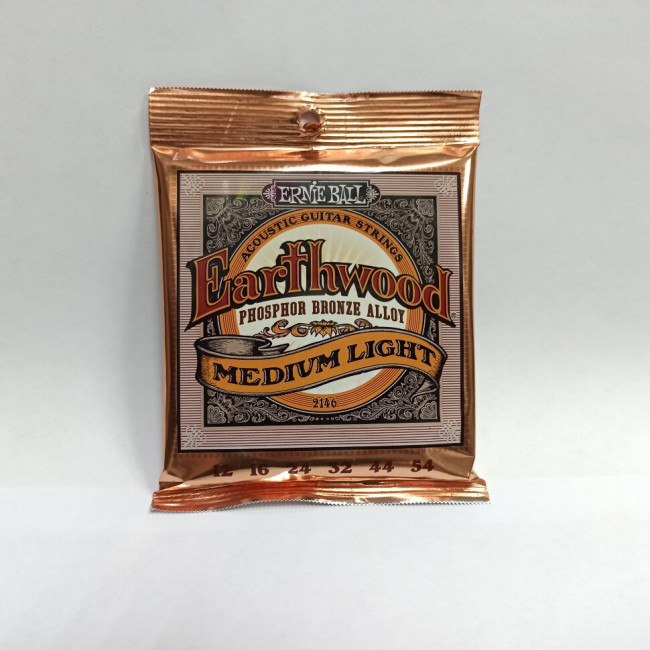 ERNIE BALL
ACOUSTIC GUITAR STRINGS
Earthwood
PHOSPHOR BRONZE ALLOY
MEDIUM LIGHT
2146
12 16 24 32 44 54